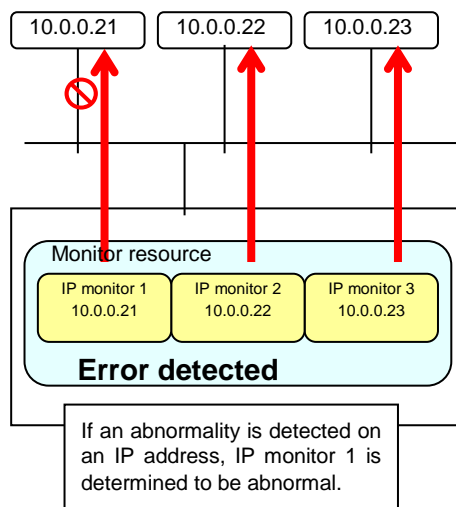 10.0.0.21
10.0.0.22
10.0.0.23
Monitor resource
IP monitor 1
10.0.0.21
IP monitor 2
10.0.0.22
IP monitor 3
10.0.0.23
Error detected
If an abnormality is detected on
an IP address, IP monitor 1 is
determined to be abnormal.